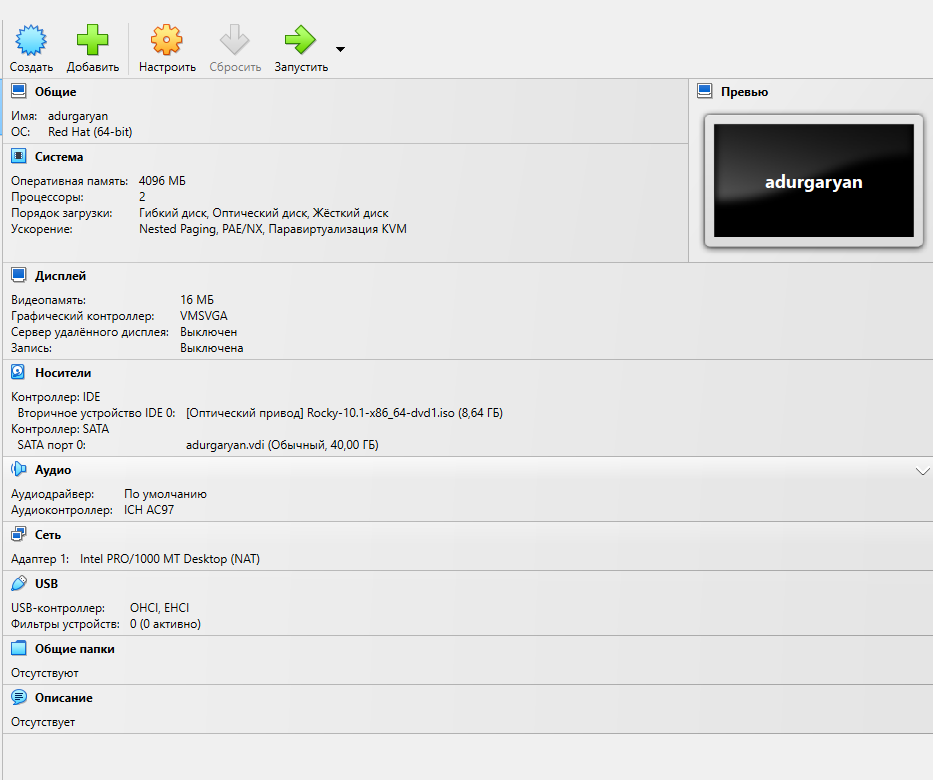 Создать Добавить Настроить Сбросить Запустить
Общие
Имя: adurgaryan
ОС: Red Hat (64-bit)
Превью
adurgaryan
Система
Оперативная память: 4096 МБ
Процессоры: 2
Порядок загрузки: Гибкий диск, Оптический диск, Жёсткий диск
Ускорение: Nested Paging, PAE/NX, Паравиртуализация KVM
Дисплей
Видеопамять: 16 МБ
Графический контроллер: VMSVGA
Сервер удалённого дисплея: Выключен
Запись: Выключена
Носители
Контроллер: IDE
Вторичное устройство IDE 0: [Оптический привод] Rocky-10.1-x86_64-dvd1.iso (8,64 ГБ)
Контроллер: SATA
SATA порт 0: adurgaryan.vdi (Обычный, 40,00 ГБ)
Аудио
Аудиодрайвер: По умолчанию
Аудиоконтроллер: ICH AC97
Сеть
Адаптер 1: Intel PRO/1000 MT Desktop (NAT)
USB
USB-контроллер: OHCI, EHCI
Фильтры устройств: 0 (0 активно)
Общие папки
Отсутствуют
Описание
Отсутствует